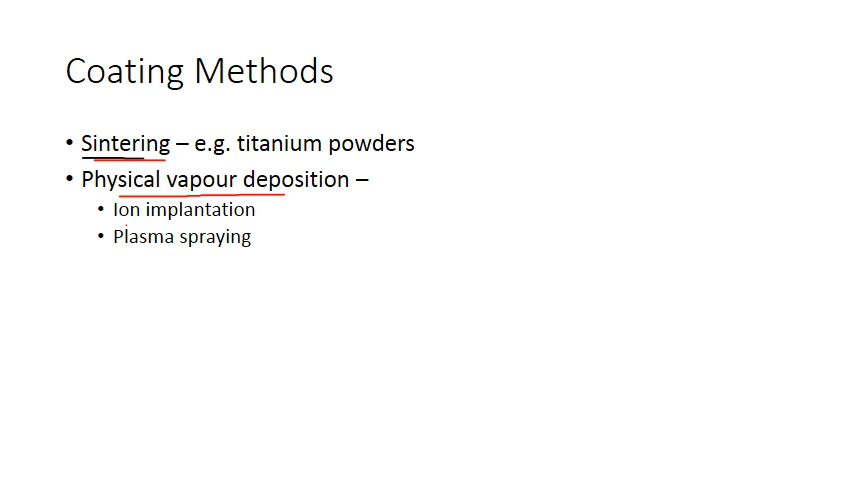 Coating Methods
• Sintering – e.g. titanium powders
• Physical vapour deposition –
• Ion implantation
• Plasma spraying